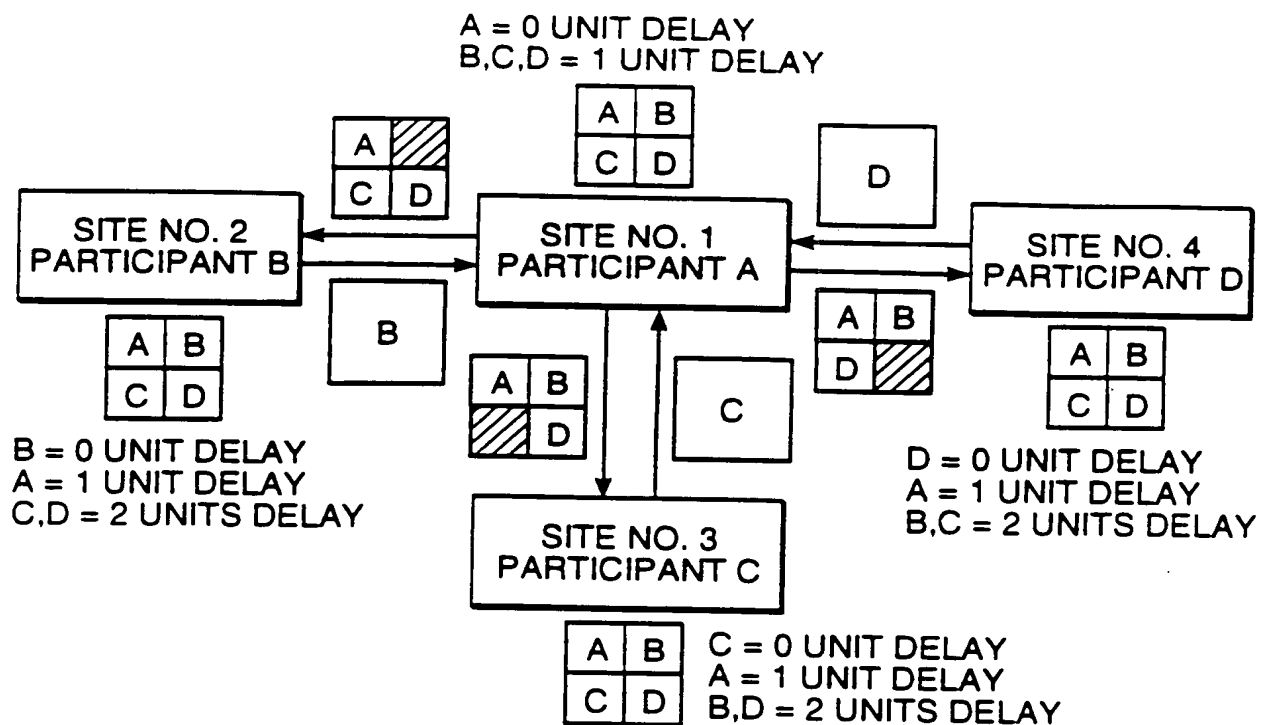 A = 0 UNIT DELAY
B,C,D = 1 UNIT DELAY
A B
C D
A
C D
D
SITE NO. 2
PARTICIPANT B
SITE NO. 1
PARTICIPANT A
SITE NO. 4
PARTICIPANT D
B
A B
C D
A B
D
C
A B
D
A B
C D
B = 0 UNIT DELAY
A = 1 UNIT DELAY
C,D = 2 UNITS DELAY
D = 0 UNIT DELAY
A = 1 UNIT DELAY
B,C = 2 UNITS DELAY
SITE NO. 3
PARTICIPANT C
A B
C D
C = 0 UNIT DELAY
A = 1 UNIT DELAY
B,D = 2 UNITS DELAY